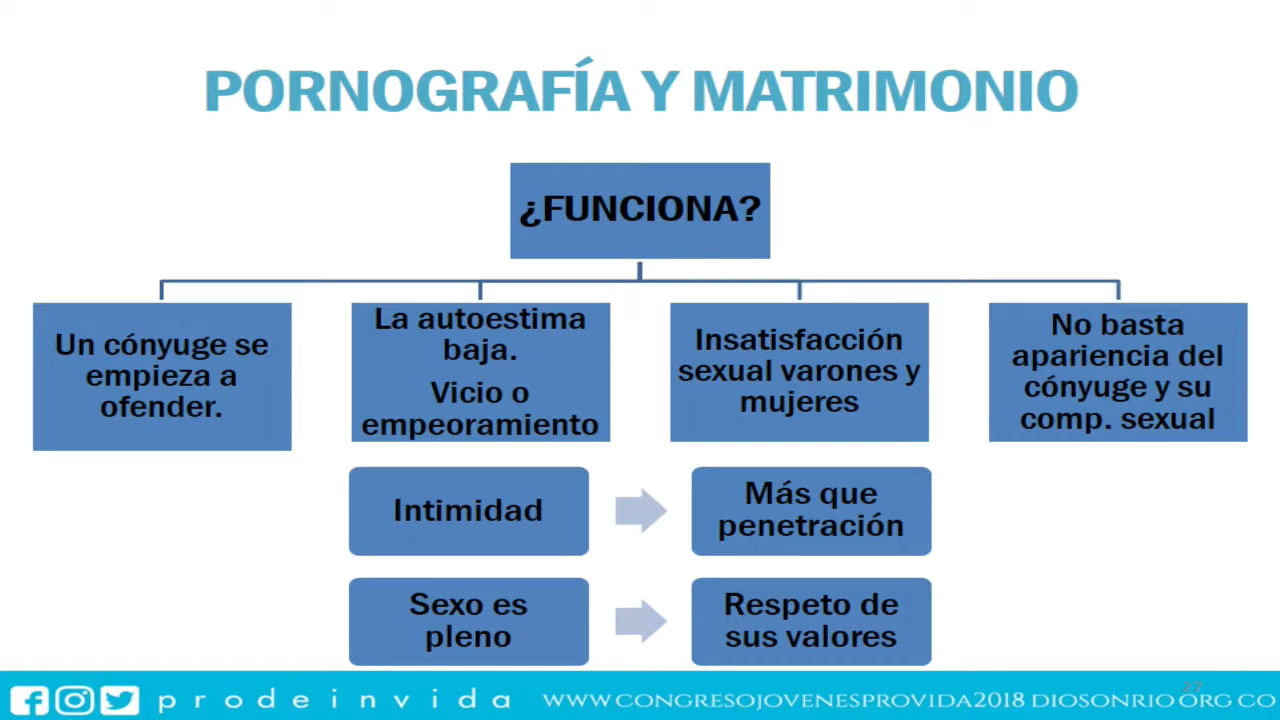 PORNOGRAFÍA Y MATRIMONIO
¿FUNCIONA?
Un cónyuge se
empieza a
ofender.
La autoestima
baja.
Vicio o
empeoramiento
Insatisfacción
sexual varones y
mujeres
No basta
apariencia del
cónyuge y su
comp. sexual
Intimidad
Más que
penetración
Sexo es
pleno
Respeto de
sus valores
27
prodeinvida
WWW.CONGRESOJOVENESPROVIDA2018 DIOSONRIO ORG CO